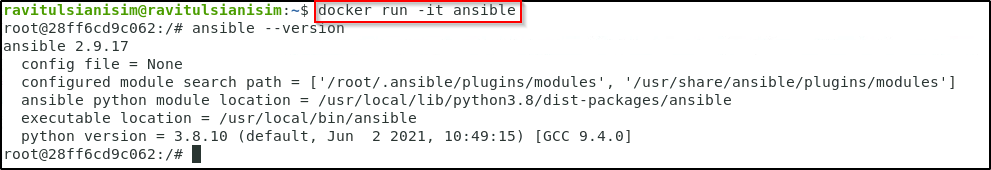 ravitulsianisim@ravitulsianisim:~$ docker run -it ansible
root@28ff6cd9c062:/# ansible --version
ansible 2.9.17
  config file = None
  configured module search path = ['/root/.ansible/plugins/modules', '/usr/share/ansible/plugins/modules']
  ansible python module location = /usr/local/lib/python3.8/dist-packages/ansible
  executable location = /usr/local/bin/ansible
  python version = 3.8.10 (default, Jun  2 2021, 10:49:15) [GCC 9.4.0]
root@28ff6cd9c062:/#